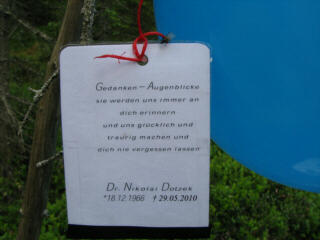 Gedanken – Augenblicke
sie werden uns immer an
dich erinnern
und uns glücklich und
traurig machen und
dich nie vergessen lassen
Dr. Nikolai Dotzek
*18.12.1966 †29.05.2010